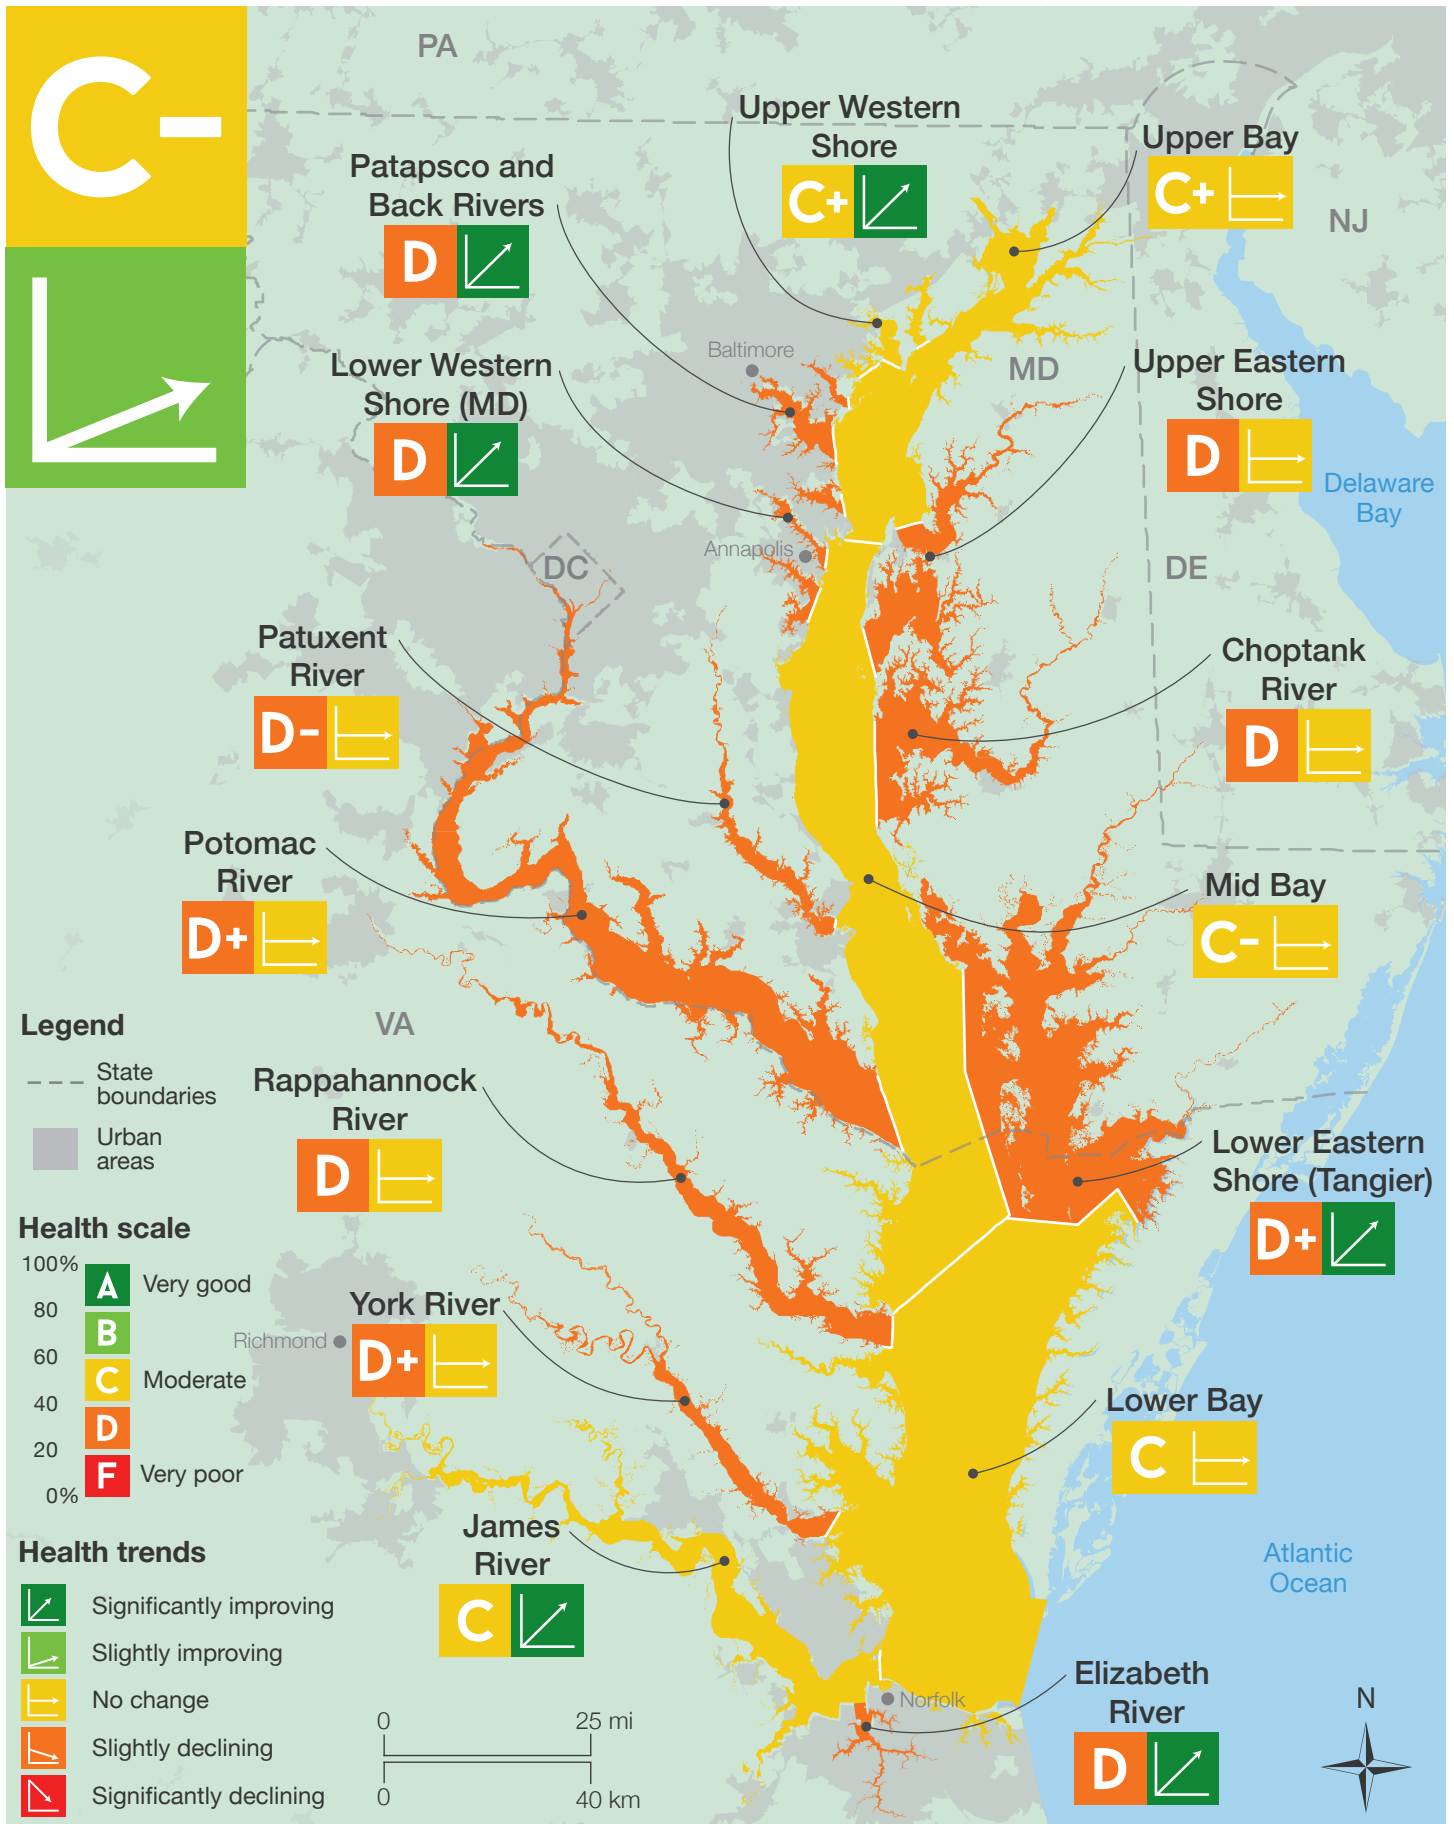 C-
PA
Upper Western
Shore
C+
Upper Bay
C+
NJ
Patapsco and
Back Rivers
D
Baltimore
MD
Lower Western
Shore (MD)
D
Upper Eastern
Shore
D
Delaware
Bay
Annapolis
DC
DE
Patuxent
River
D-
Choptank
River
D
Potomac
River
D+
Mid Bay
C-
VA
Legend
State
boundaries
Urban
areas
Rappahannock
River
D
Lower Eastern
Shore (Tangier)
D+
Health scale
100%
A
Very good
80
B
60
C
Moderate
40
D
20
F
Very poor
0%
York River
D+
Richmond
Lower Bay
C
James
River
C
Atlantic
Ocean
Health trends
Significantly improving
Slightly improving
No change
Slightly declining
Significantly declining
0
25 mi
0
40 km
Norfolk
Elizabeth
River
D
N